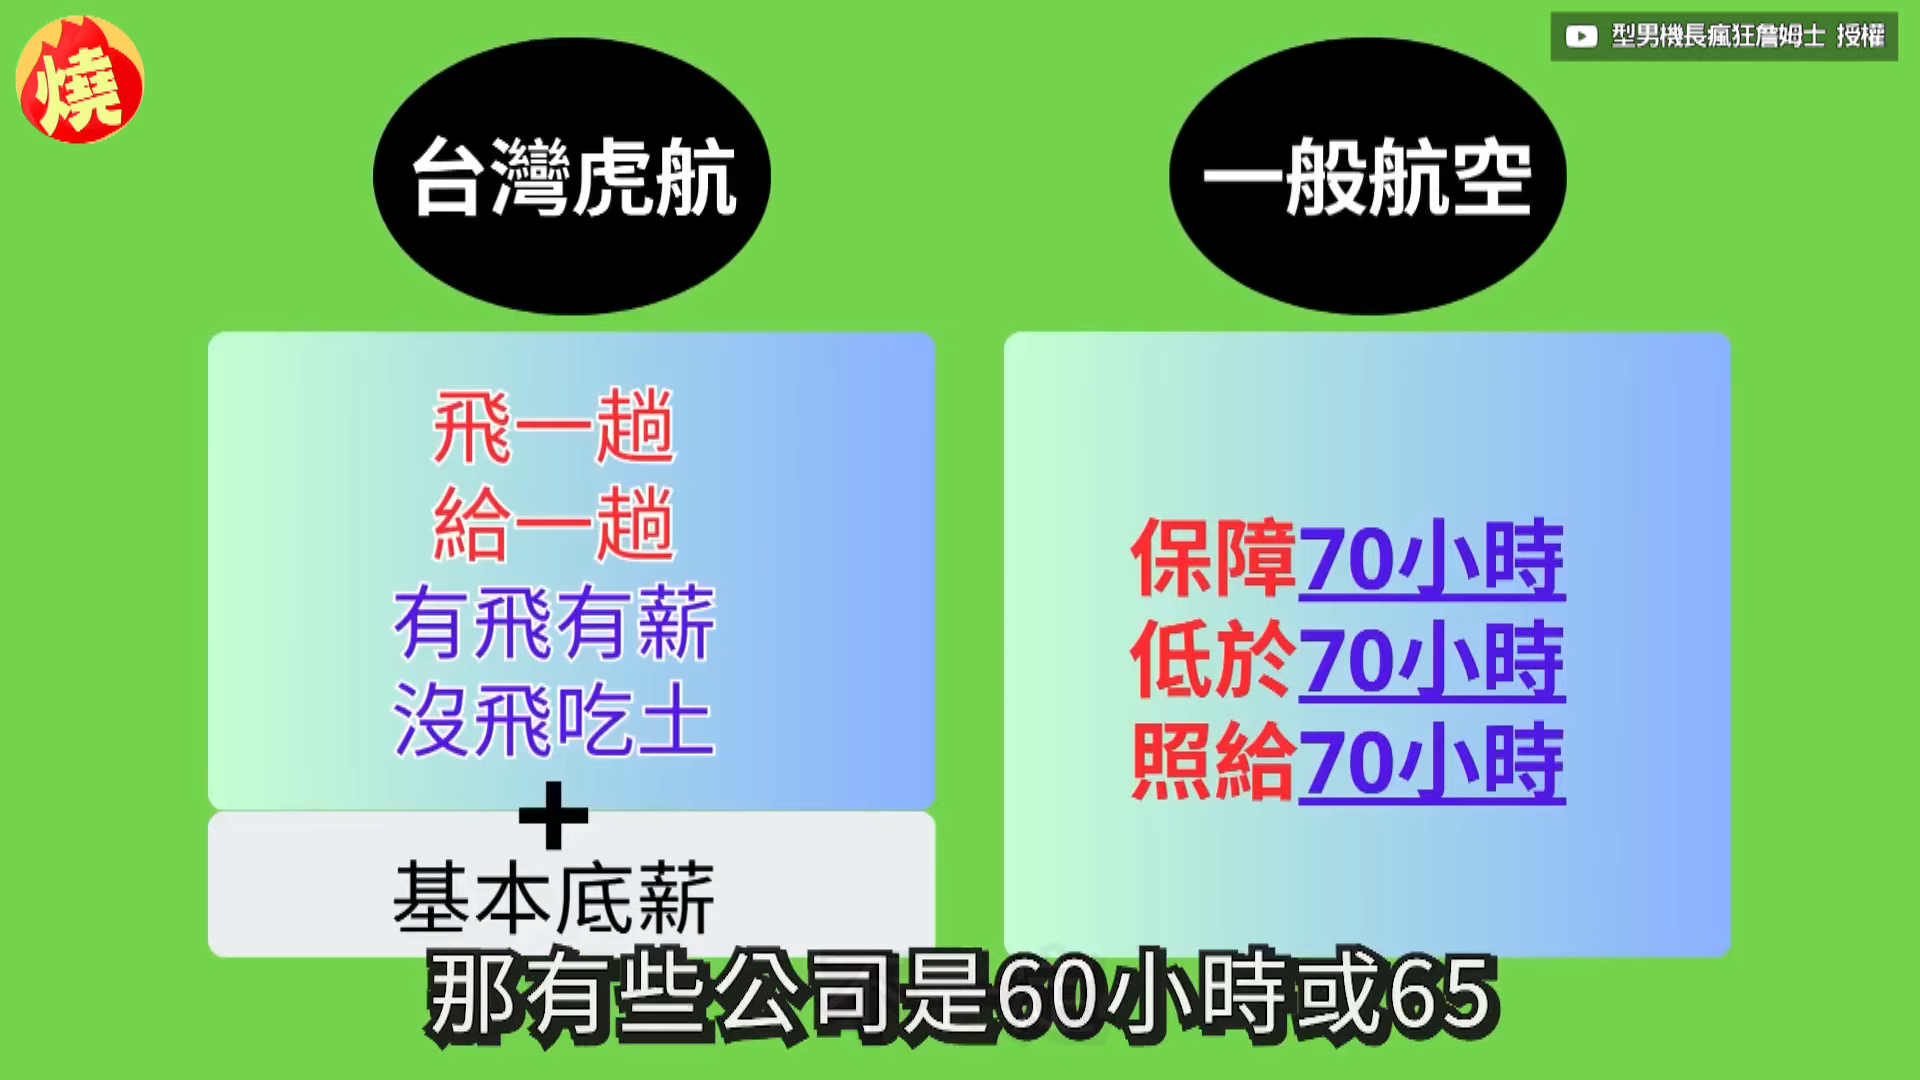 燒
型男機長瘋狂詹姆士 授權
台灣虎航
一般航空
飛一趟
給一趟
有飛有薪
沒飛吃土
+
基本底薪
保障70小時
低於70小時
照給70小時
那有些公司是60小時或65